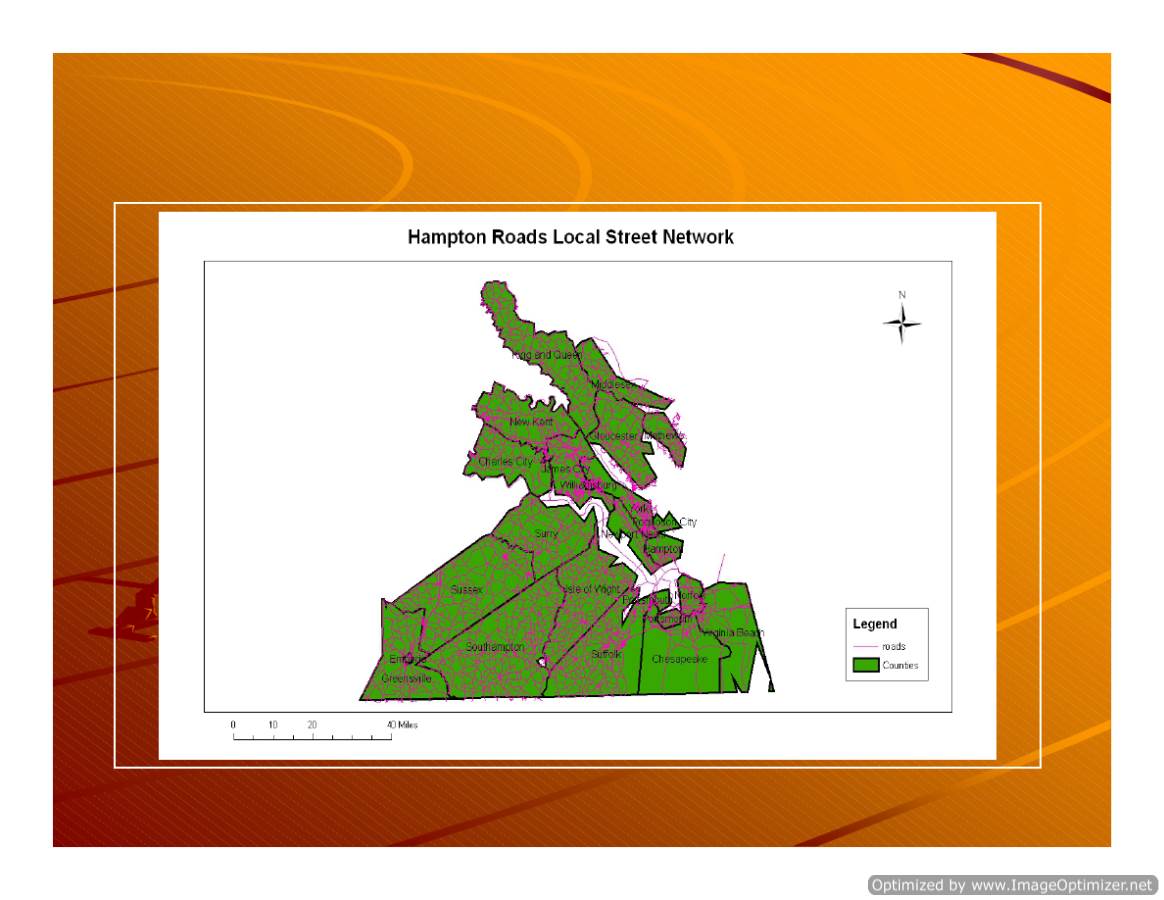 Hampton Roads Local Street Network
N
King and Queen
Middlesex
New Kent
Gloucester
Mathews
Charles City
James City
Williamsburg
York
Poquoson City
Surry
Newport News
Hampton
Sussex
Isle of Wright
Norfolk
Portsmouth
Virginia Beach
Southampton
Suffolk
Chesapeake
Emporia
Greensville
Legend
roads
Counties
0 10 20 40 Miles
Optimized by www.ImageOptimizer.net